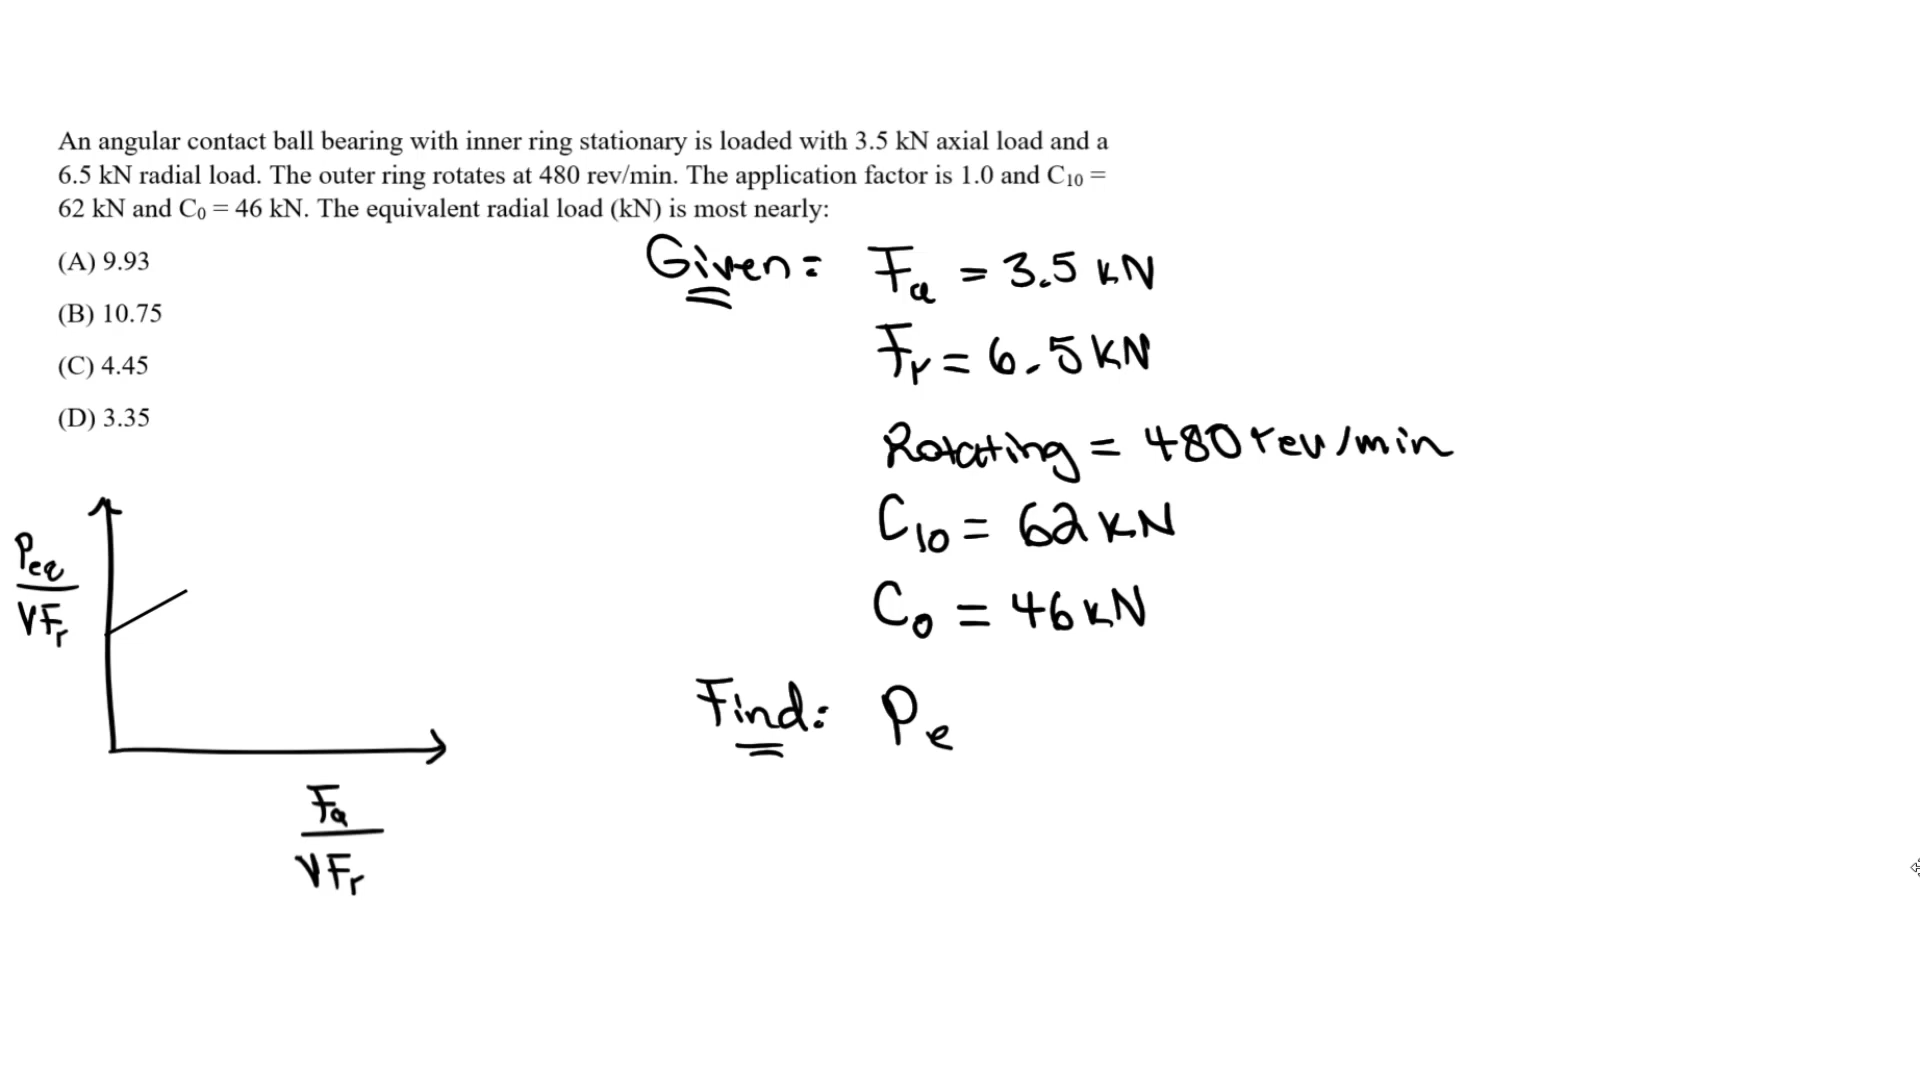 An angular contact ball bearing with inner ring stationary is loaded with 3.5 kN axial load and a
6.5 kN radial load. The outer ring rotates at 480 rev/min. The application factor is 1.0 and C10 =
62 kN and C0 = 46 kN. The equivalent radial load (kN) is most nearly:
(A) 9.93
(B) 10.75
(C) 4.45
(D) 3.35
Given: Fa = 3.5 kN
Fr = 6.5 KN
Rotating = 480 rev/min
C10 = 62 KN
C0 = 46 KN
Find: Pe
Peq
VFr
Fa
VFr